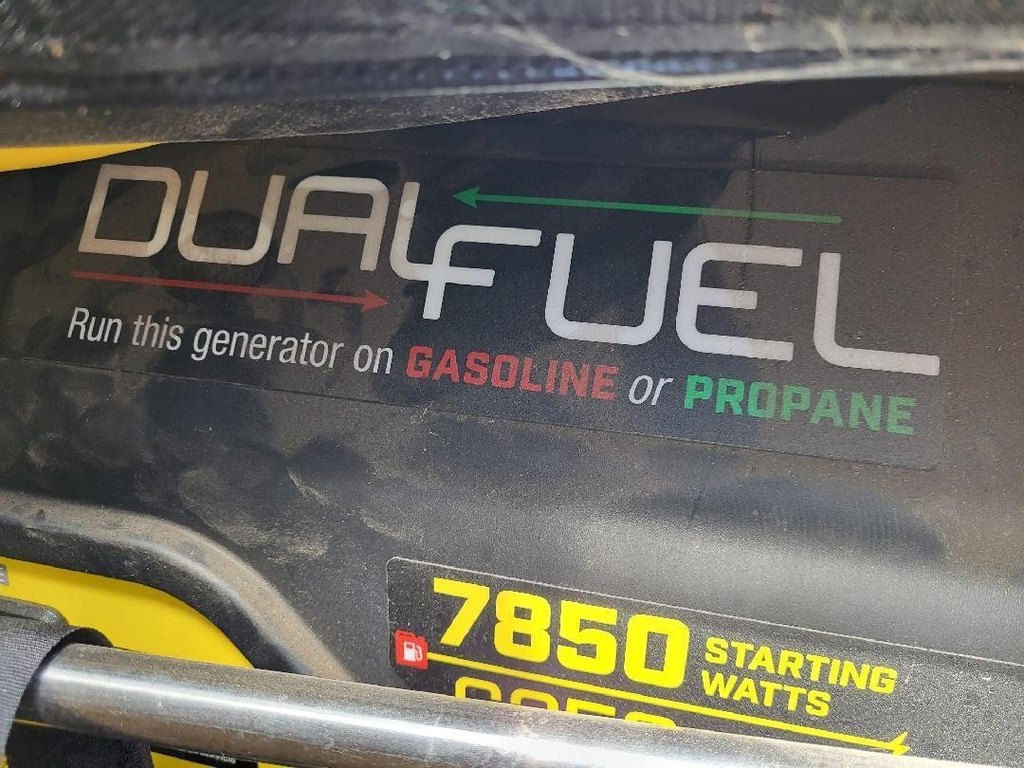 DUAL FUEL
Run this generator on GASOLINE or PROPANE
7850 STARTING
WATTS